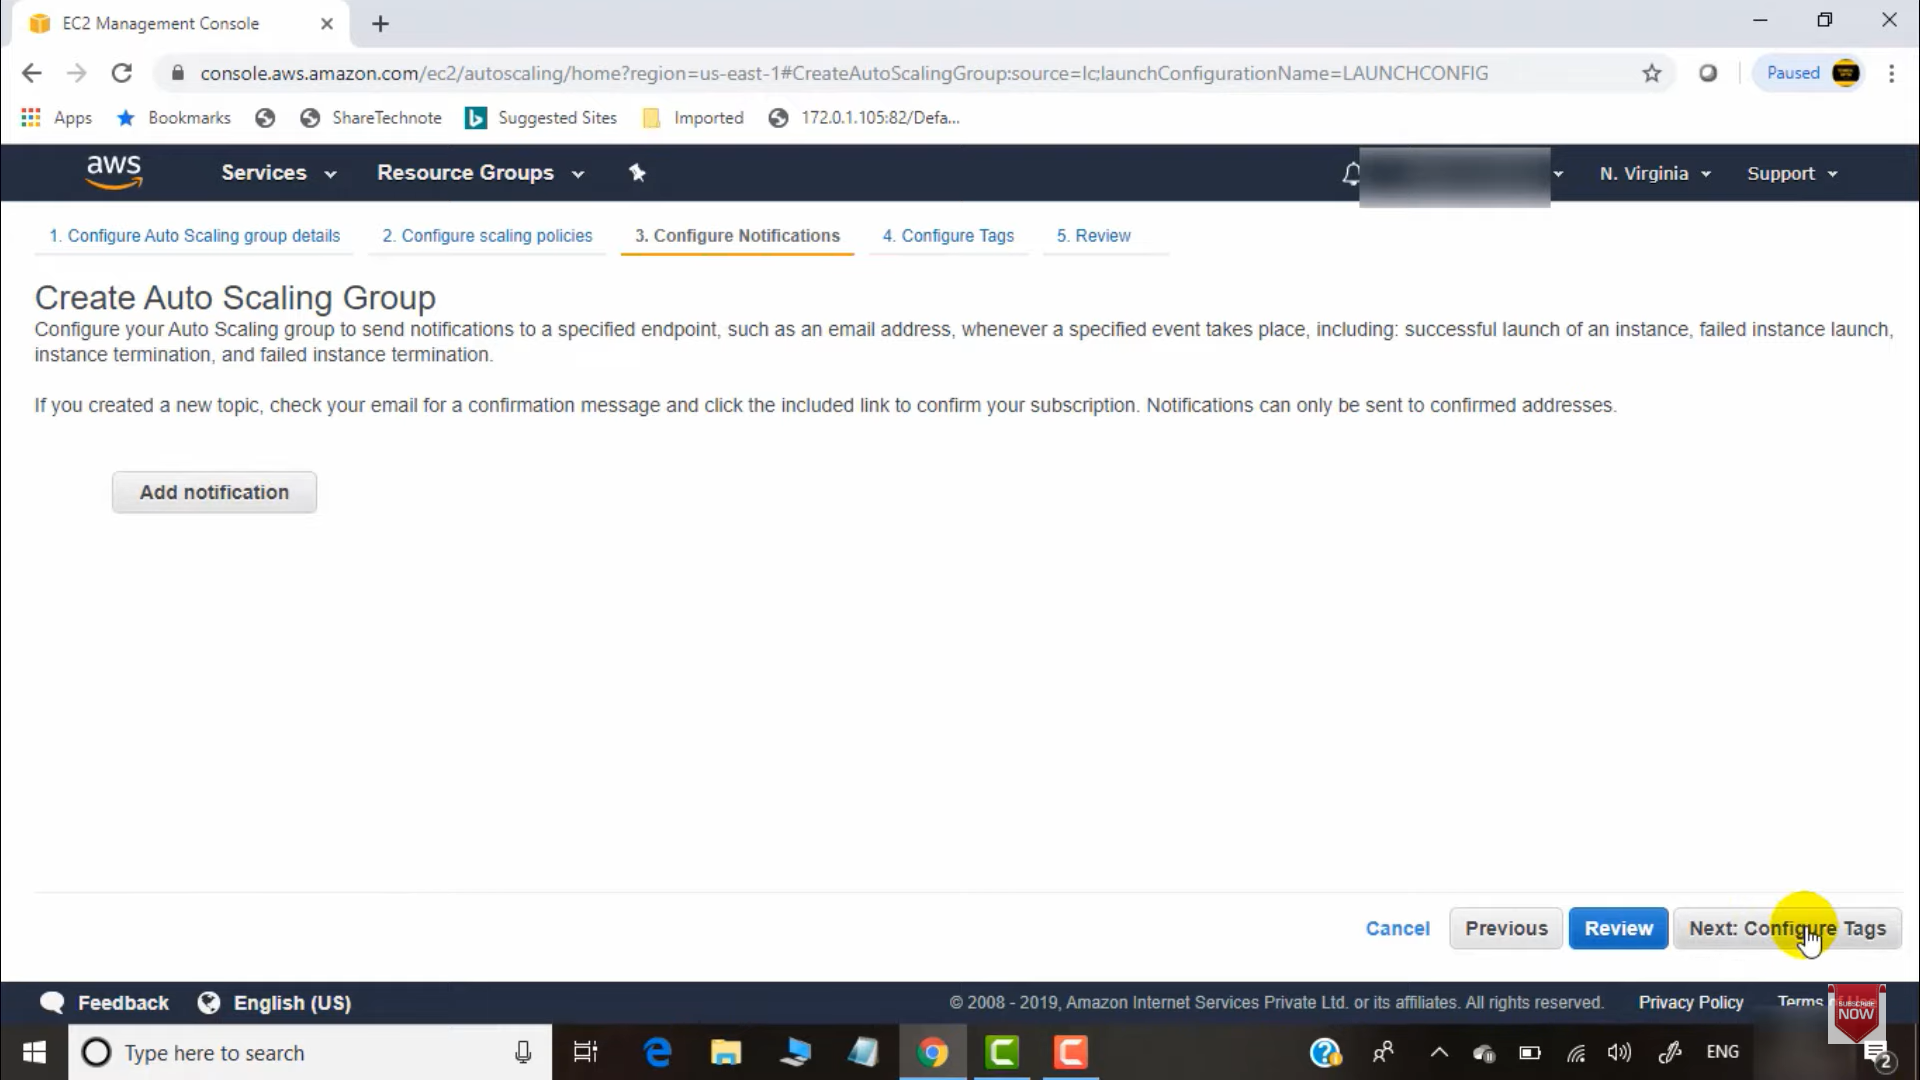 EC2 Management Console
console.aws.amazon.com/ec2/autoscaling/home?region=us-east-1#CreateAutoScalingGroup:source=lc;launchConfigurationName=LAUNCHCONFIG
Paused
Apps Bookmarks ShareTechnote Suggested Sites Imported 172.0.1.105:82/Defa...
aws Services Resource Groups N. Virginia Support
1. Configure Auto Scaling group details 2. Configure scaling policies 3. Configure Notifications 4. Configure Tags 5. Review
Create Auto Scaling Group
Configure your Auto Scaling group to send notifications to a specified endpoint, such as an email address, whenever a specified event takes place, including: successful launch of an instance, failed instance launch,
instance termination, and failed instance termination.
If you created a new topic, check your email for a confirmation message and click the included link to confirm your subscription. Notifications can only be sent to confirmed addresses.
Add notification
Cancel Previous Review Next: Configure Tags
Feedback English (US) © 2008 - 2019, Amazon Internet Services Private Ltd. or its affiliates. All rights reserved. Privacy Policy Terms of Use
SUBSCRIBE
NOW
Type here to search ENG 2